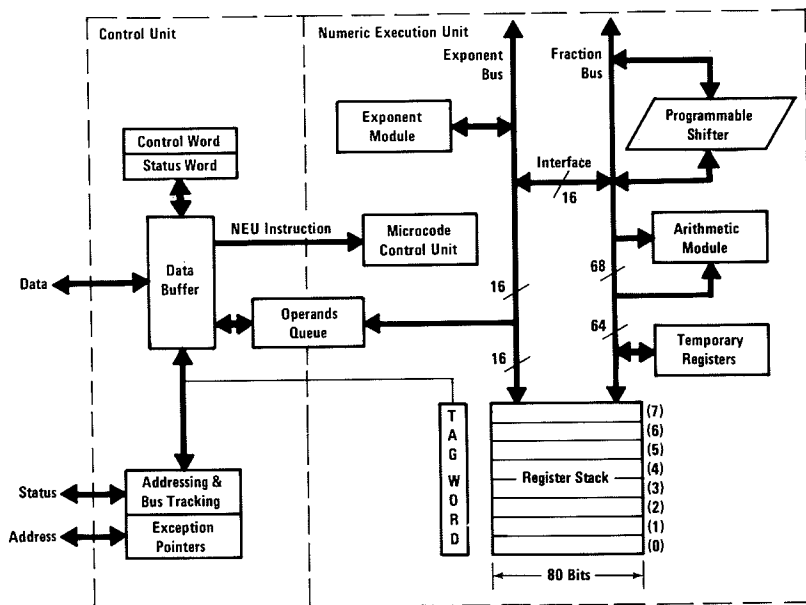 Control Unit
Numeric Execution Unit
Exponent
Bus
Fraction
Bus
Programmable
Shifter
Exponent
Module
Control Word
Status Word
Interface
16
NEU Instruction
Microcode
Control Unit
Arithmetic
Module
Data
Data
Buffer
68
16
Operands
Queue
64
Temporary
Registers
16
TAG WORD
(7)
(6)
(5)
(4)
Register Stack
(3)
(2)
(1)
(0)
Status
Addressing &
Bus Tracking
Address
Exception
Pointers
80 Bits